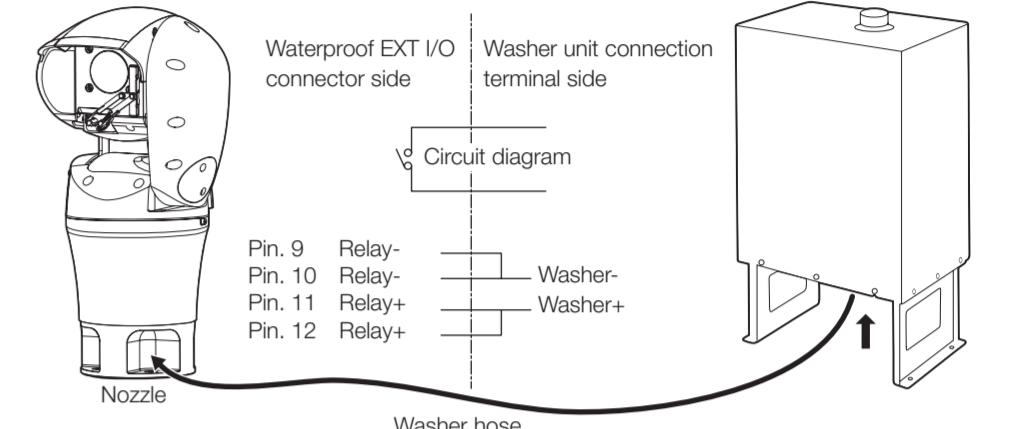 Waterproof EXT I/O
connector side
Washer unit connection
terminal side
Circuit diagram
Pin. 9 Relay-
Pin. 10 Relay-
Pin. 11 Relay+
Pin. 12 Relay+
Washer-
Washer+
Nozzle
Washer hose